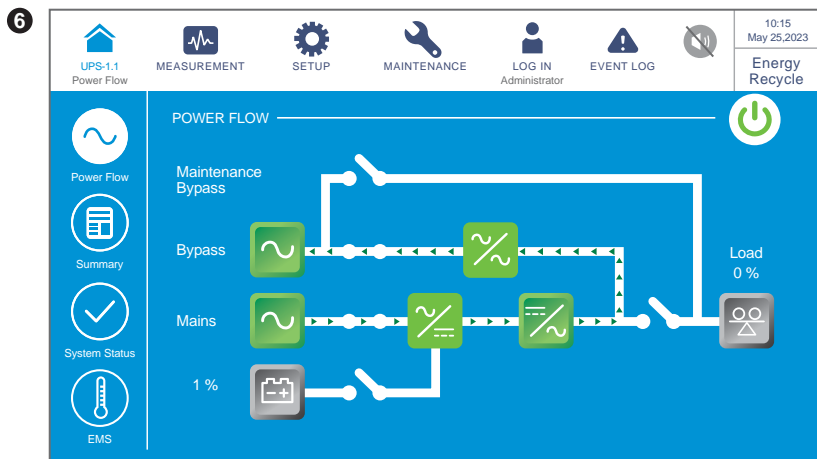 6
UPS-1.1
Power Flow
MEASUREMENT
SETUP
MAINTENANCE
LOG IN
Administrator
EVENT LOG
10:15
May 25,2023
Energy
Recycle
POWER FLOW
Power Flow
Summary
System Status
EMS
Maintenance
Bypass
Bypass
Mains
1 %
Load
0 %